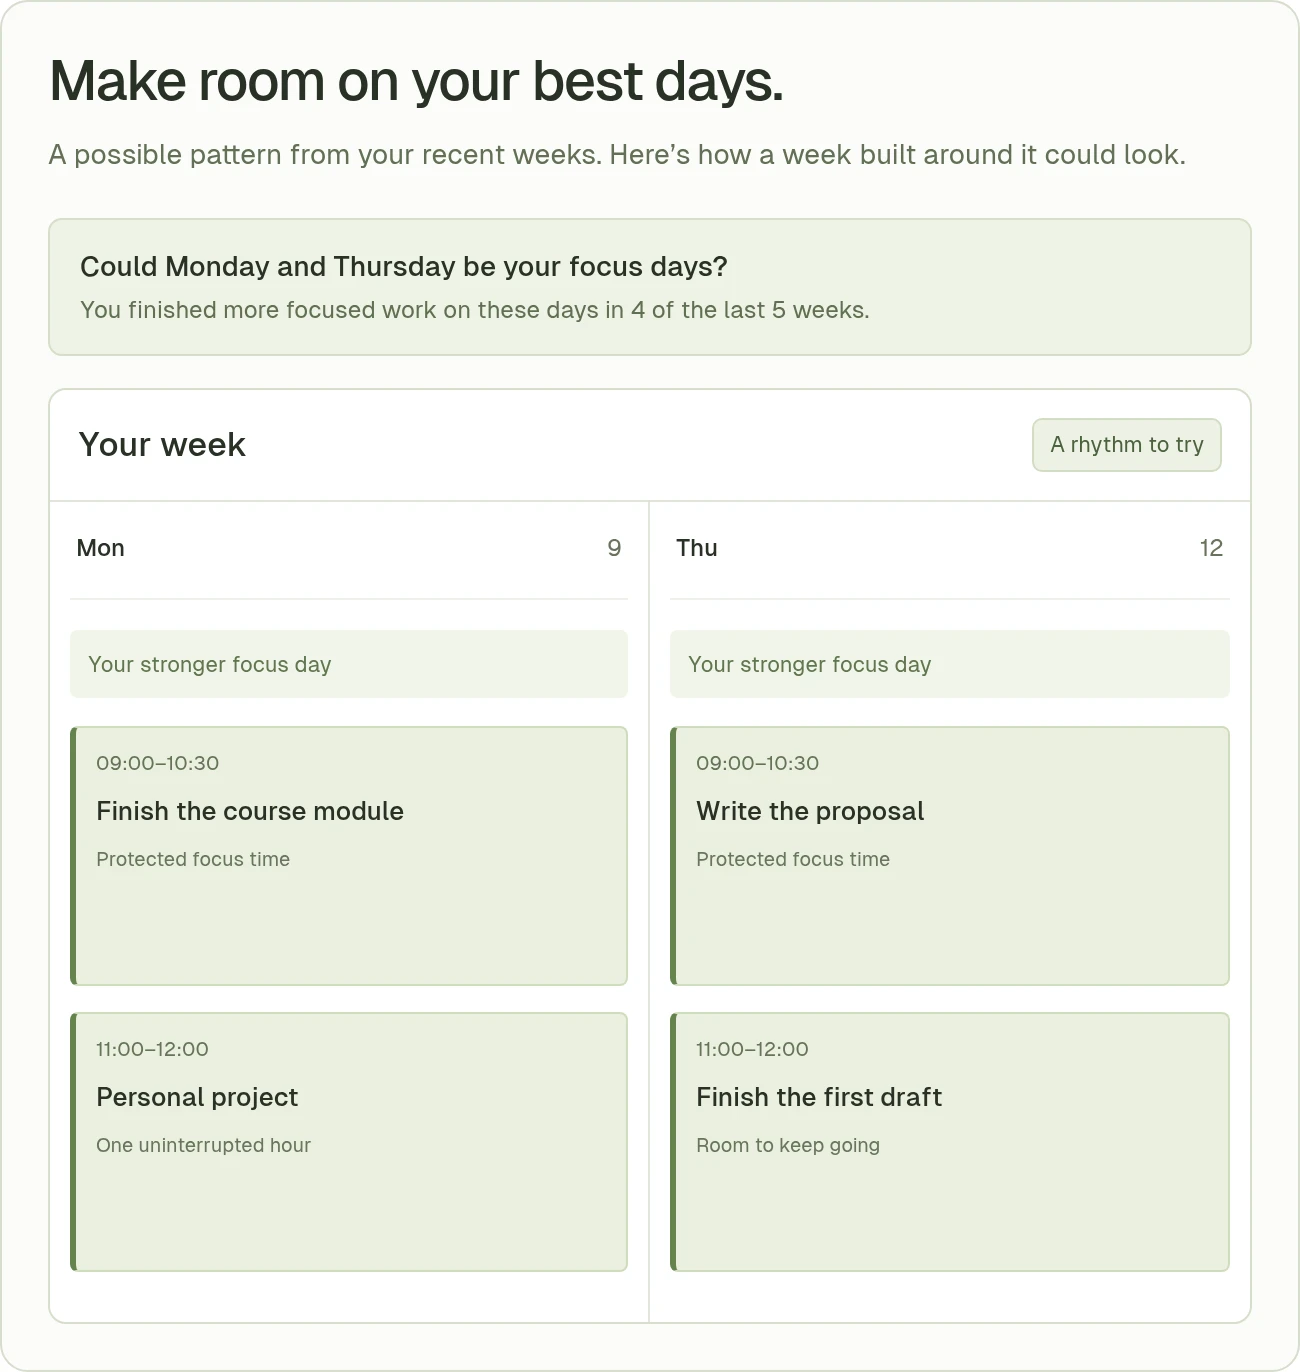 Make room on your best days.
A possible pattern from your recent weeks. Here’s how a week built around it could look.
Could Monday and Thursday be your focus days?
You finished more focused work on these days in 4 of the last 5 weeks.
Your week
A rhythm to try
Mon 9
Your stronger focus day
09:00–10:30
Finish the course module
Protected focus time
11:00–12:00
Personal project
One uninterrupted hour
Thu 12
Your stronger focus day
09:00–10:30
Write the proposal
Protected focus time
11:00–12:00
Finish the first draft
Room to keep going